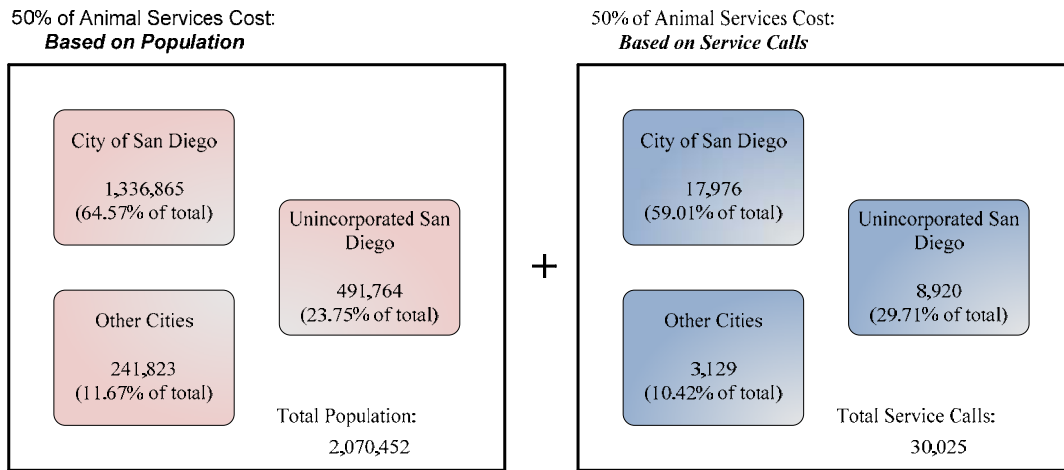 50% of Animal Services Cost:
Based on Population
City of San Diego
1,336,865
(64.57% of total)
Unincorporated San
Diego
491,764
(23.75% of total)
Other Cities
241,823
(11.67% of total)
Total Population:
2,070,452
+
50% of Animal Services Cost:
Based on Service Calls
City of San Diego
17,976
(59.01% of total)
Unincorporated San
Diego
8,920
(29.71% of total)
Other Cities
3,129
(10.42% of total)
Total Service Calls:
30,025